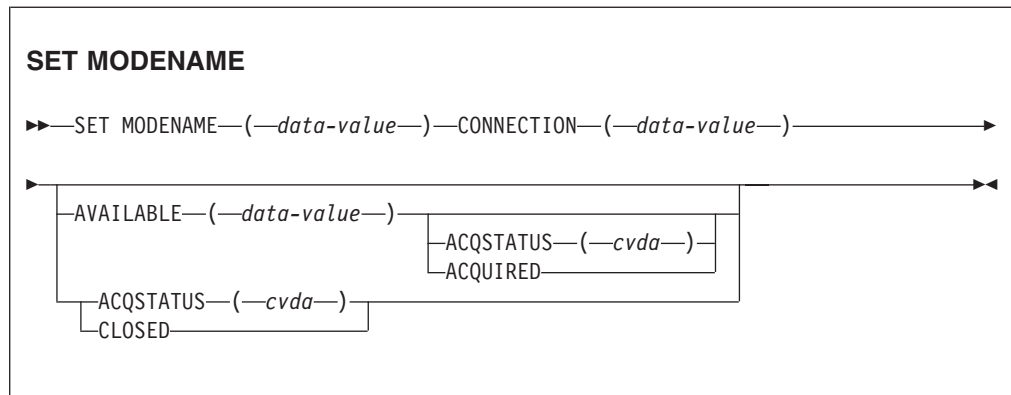 SET MODENAME
SET MODENAME ( data-value ) CONNECTION ( data-value )
AVAILABLE ( data-value )
ACQSTATUS ( cvda )
ACQUIRED
ACQSTATUS ( cvda )
CLOSED